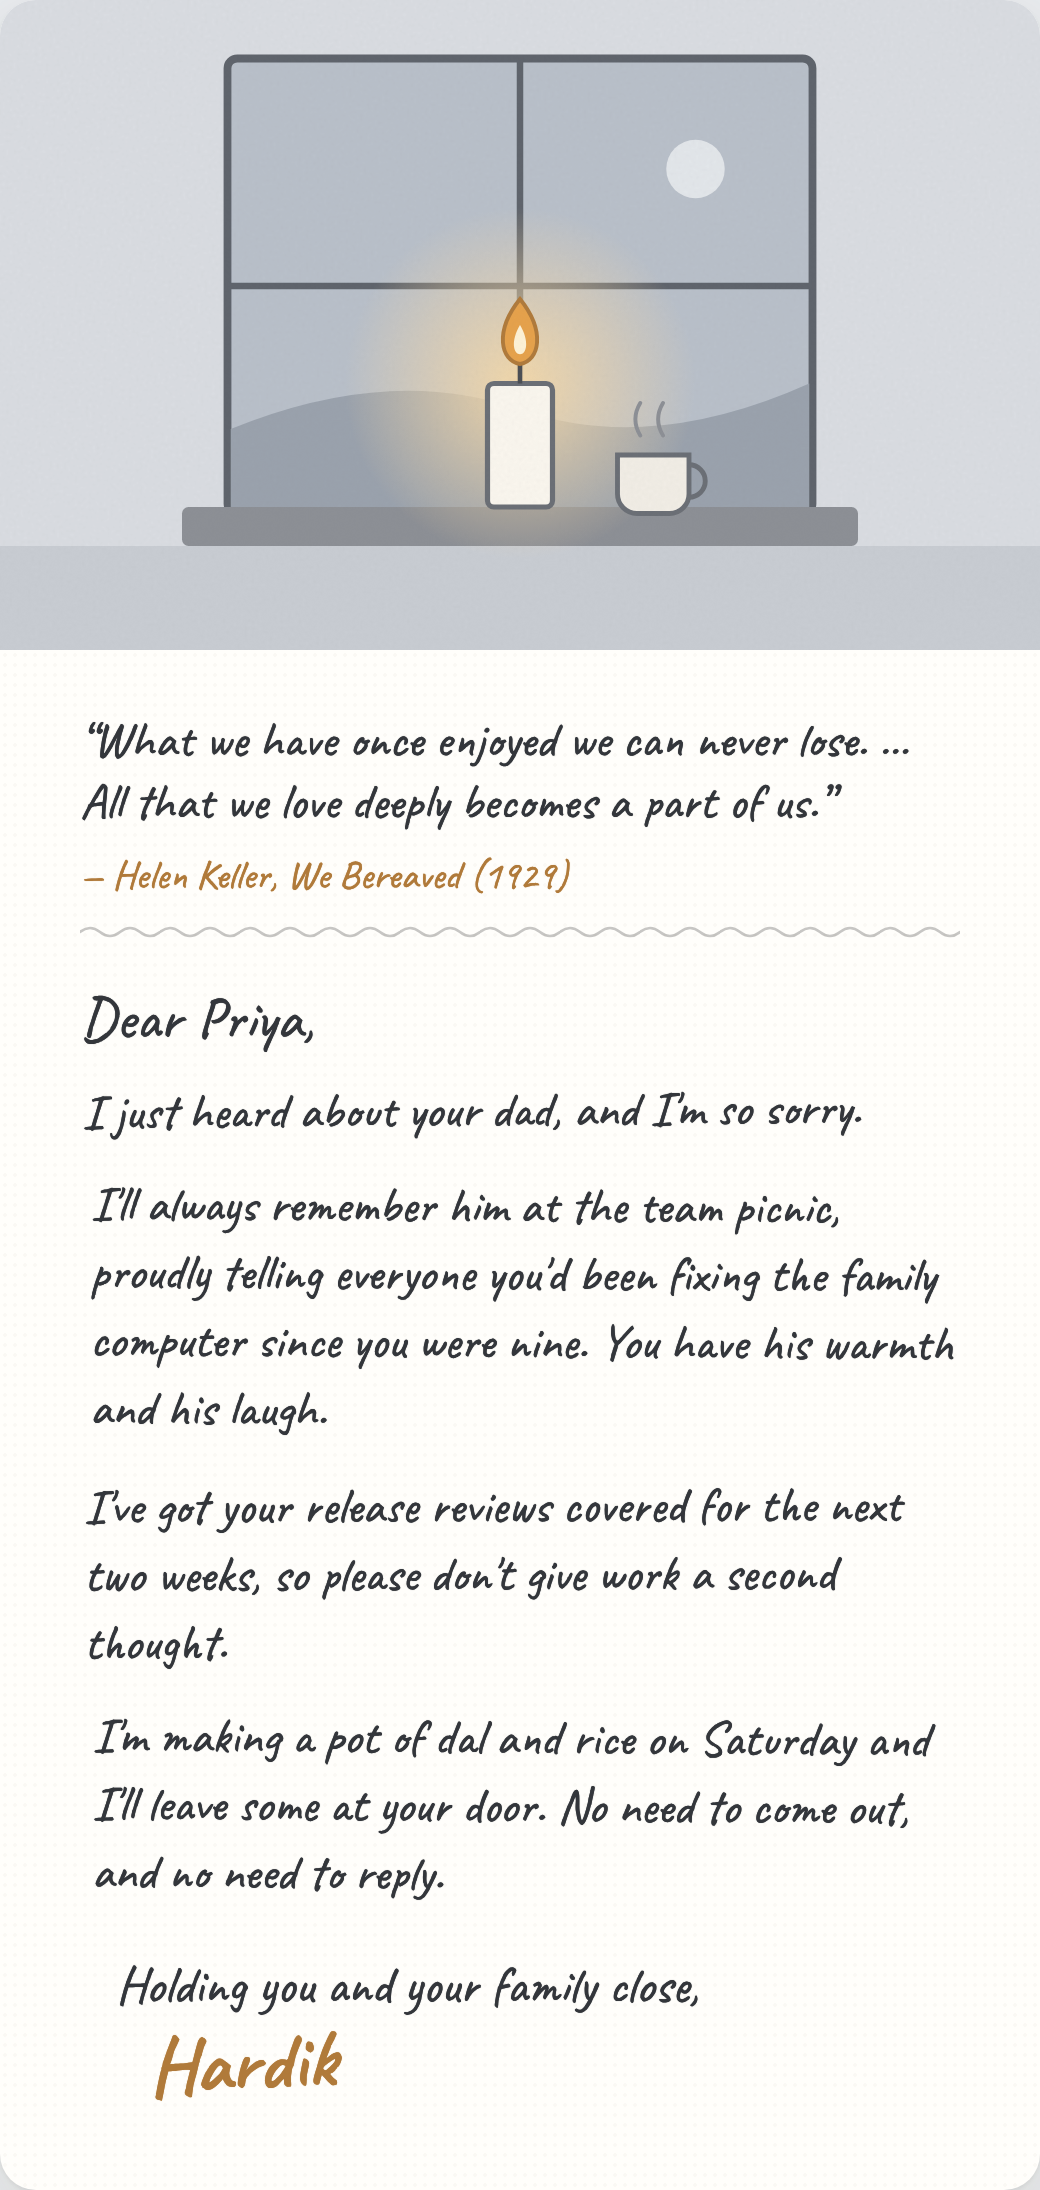 “What we have once enjoyed we can never lose. ...
All that we love deeply becomes a part of us.”
– Helen Keller, We Bereaved (1929)
Dear Priya,
I just heard about your dad, and I'm so sorry.
I'll always remember him at the team picnic,
proudly telling everyone you'd been fixing the family
computer since you were nine. You have his warmth
and his laugh.
I've got your release reviews covered for the next
two weeks, so please don't give work a second
thought.
I'm making a pot of dal and rice on Saturday and
I'll leave some at your door. No need to come out,
and no need to reply.
Holding you and your family close,
Hardik